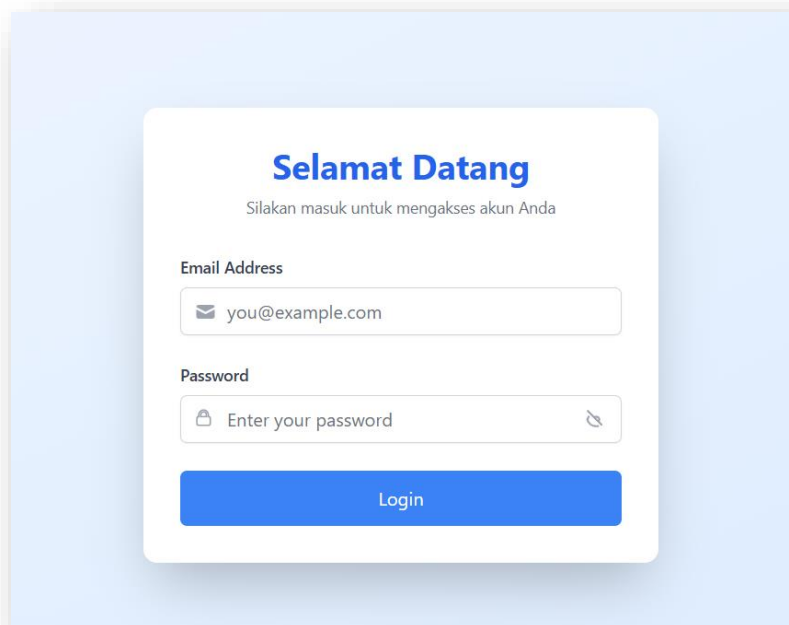 Selamat Datang
Silakan masuk untuk mengakses akun Anda
Email Address
you@example.com
Password
Enter your password
Login